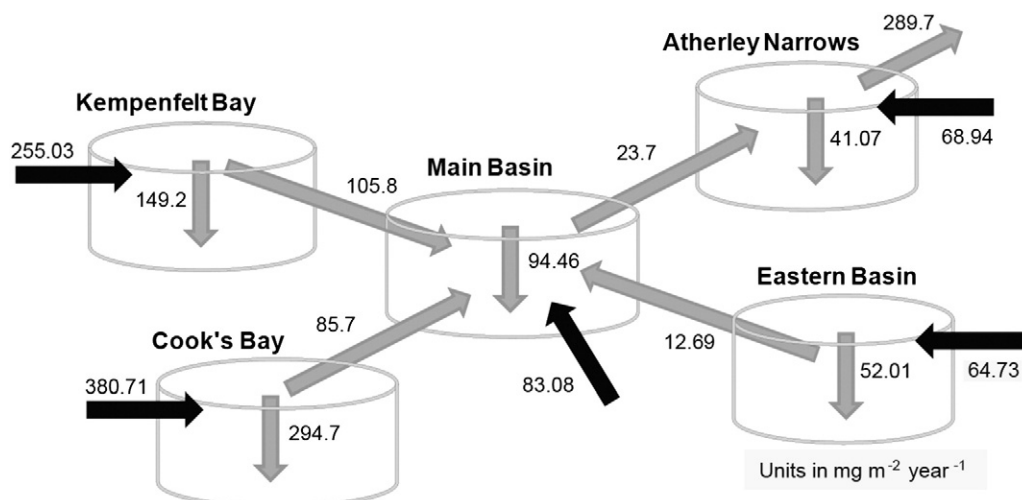 289.7
Atherley Narrows
Kempenfelt Bay
255.03
41.07
68.94
23.7
Main Basin
149.2
105.8
94.46
Eastern Basin
85.7
Cook's Bay
12.69
52.01
64.73
380.71
83.08
294.7
Units in mg m⁻² year⁻¹